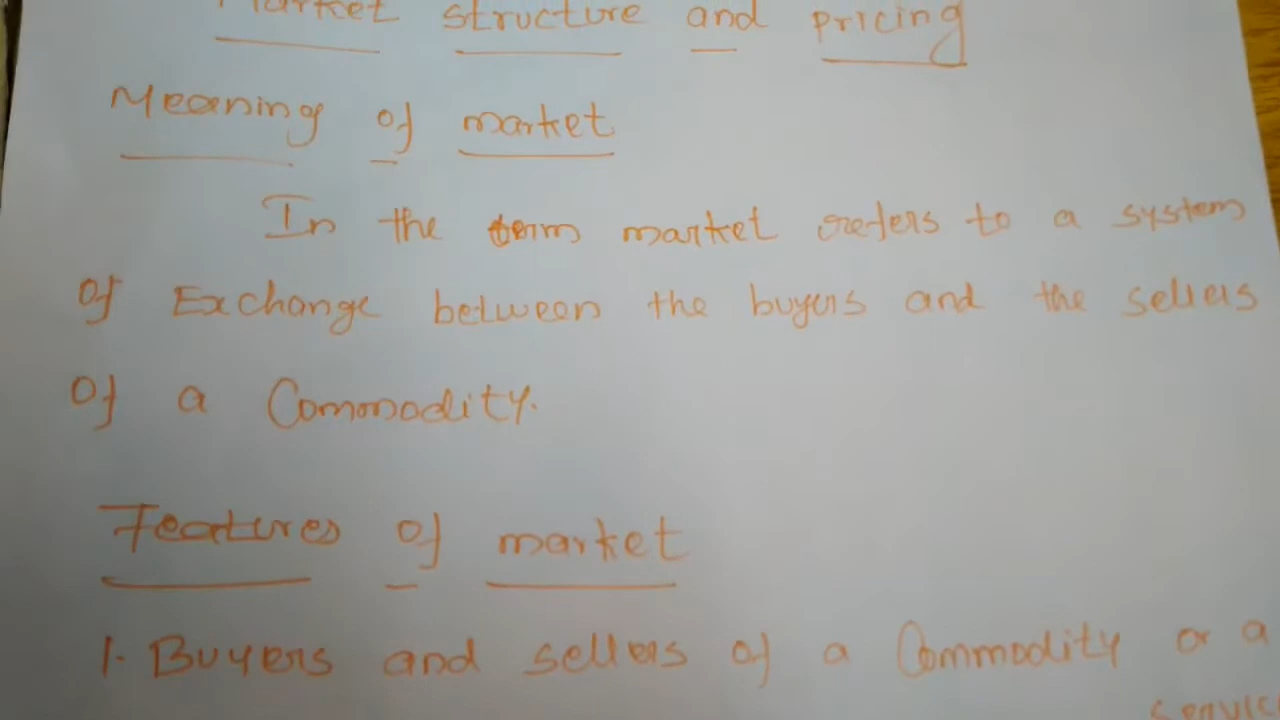 Market structure and pricing
Meaning of market
In the term market refers to a system
of Exchange between the buyers and the sellers
of a Commodity.
Features of market
1. Buyers and sellers of a Commodity or a